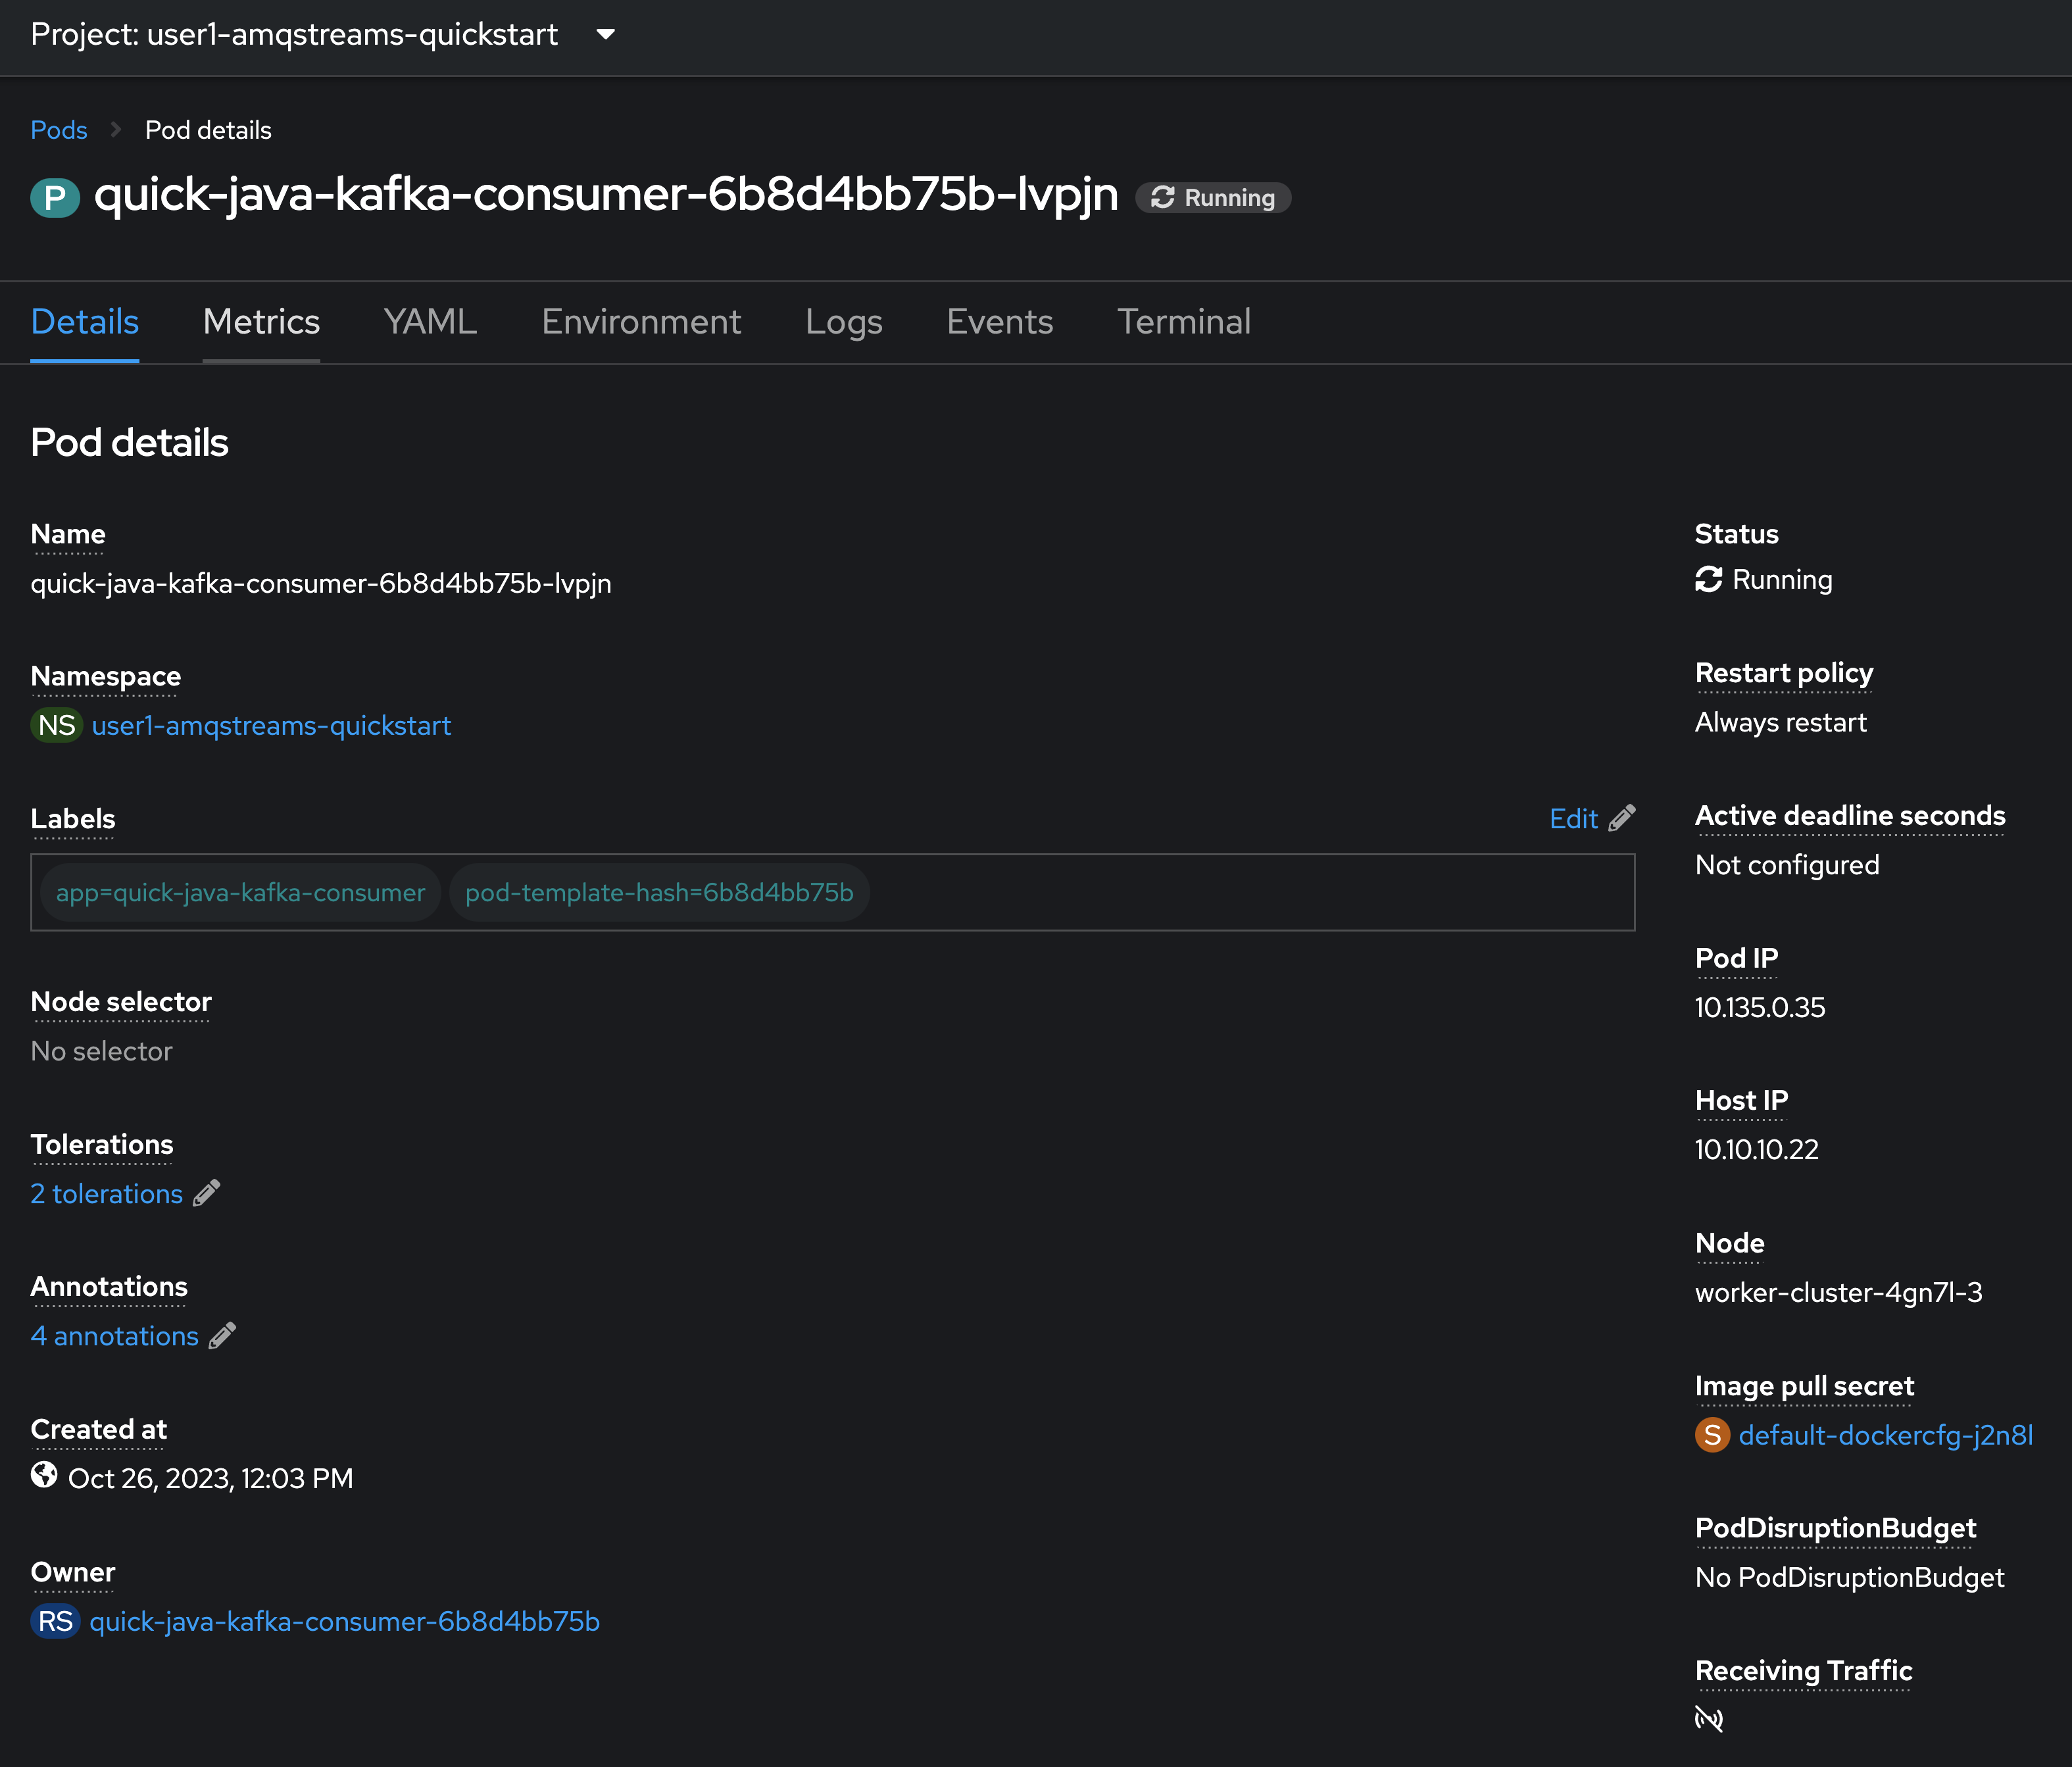 Project: user1-amqstreams-quickstart
Pods
Pod details
P quick-java-kafka-consumer-6b8d4bb75b-lvpjn Running
Details Metrics YAML Environment Logs Events Terminal
Pod details
Name
quick-java-kafka-consumer-6b8d4bb75b-lvpjn
Namespace
NS user1-amqstreams-quickstart
Labels
Edit
app=quick-java-kafka-consumer pod-template-hash=6b8d4bb75b
Node selector
No selector
Tolerations
2 tolerations
Annotations
4 annotations
Created at
Oct 26, 2023, 12:03 PM
Owner
RS quick-java-kafka-consumer-6b8d4bb75b
Status
Running
Restart policy
Always restart
Active deadline seconds
Not configured
Pod IP
10.135.0.35
Host IP
10.10.10.22
Node
worker-cluster-4gn7l-3
Image pull secret
S default-dockercfg-j2n8l
PodDisruptionBudget
No PodDisruptionBudget
Receiving Traffic